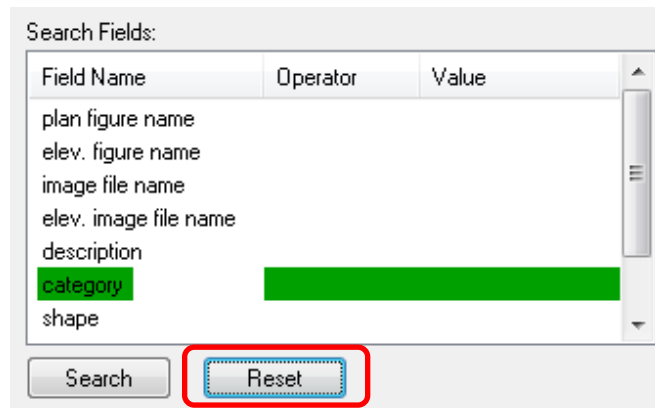 Search Fields:
Field Name Operator Value
plan figure name
elev. figure name
image file name
elev. image file name
description
category
shape
Search Reset